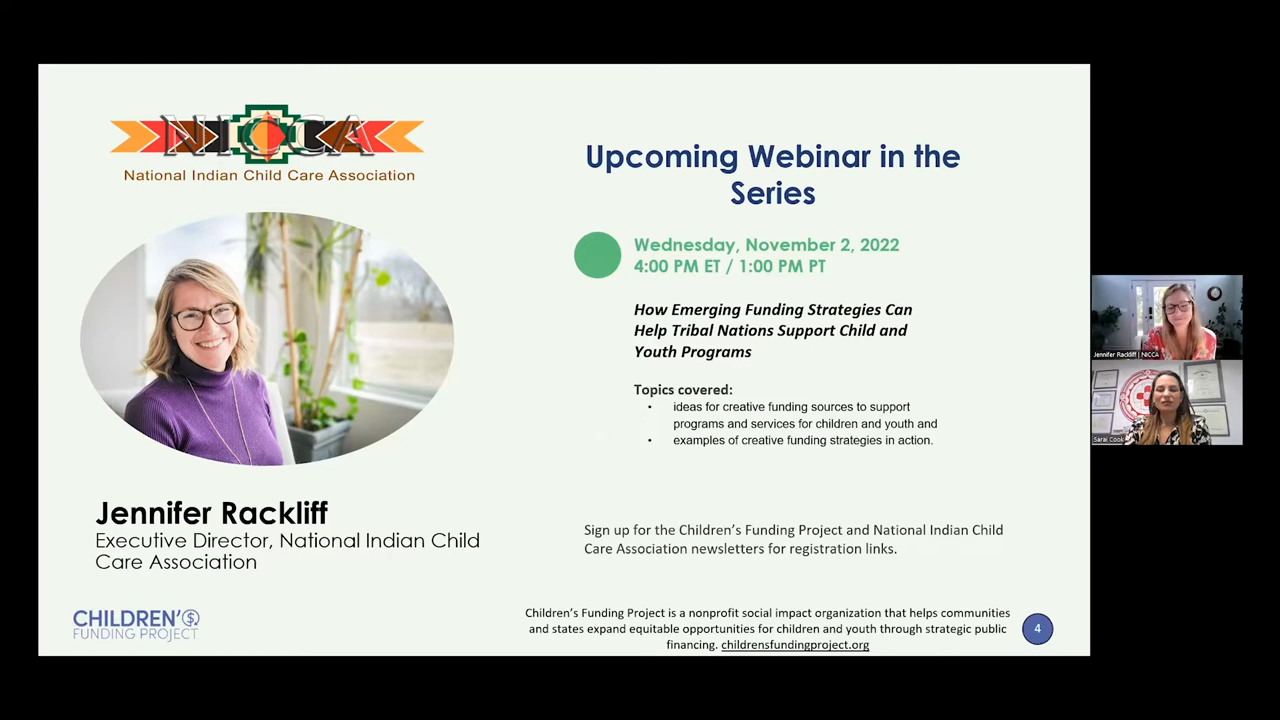 NICCA
National Indian Child Care Association
Jennifer Rackliff
Executive Director, National Indian Child
Care Association
CHILDREN'S
FUNDING PROJECT
Upcoming Webinar in the
Series
Wednesday, November 2, 2022
4:00 PM ET / 1:00 PM PT
How Emerging Funding Strategies Can
Help Tribal Nations Support Child and
Youth Programs
Topics covered:
• ideas for creative funding sources to support
programs and services for children and youth and
• examples of creative funding strategies in action.
Sign up for the Children's Funding Project and National Indian Child
Care Association newsletters for registration links.
Children's Funding Project is a nonprofit social impact organization that helps communities
and states expand equitable opportunities for children and youth through strategic public
financing. childrensfundingproject.org
4
Jennifer Rackliff | NICCA
Sarai Cook